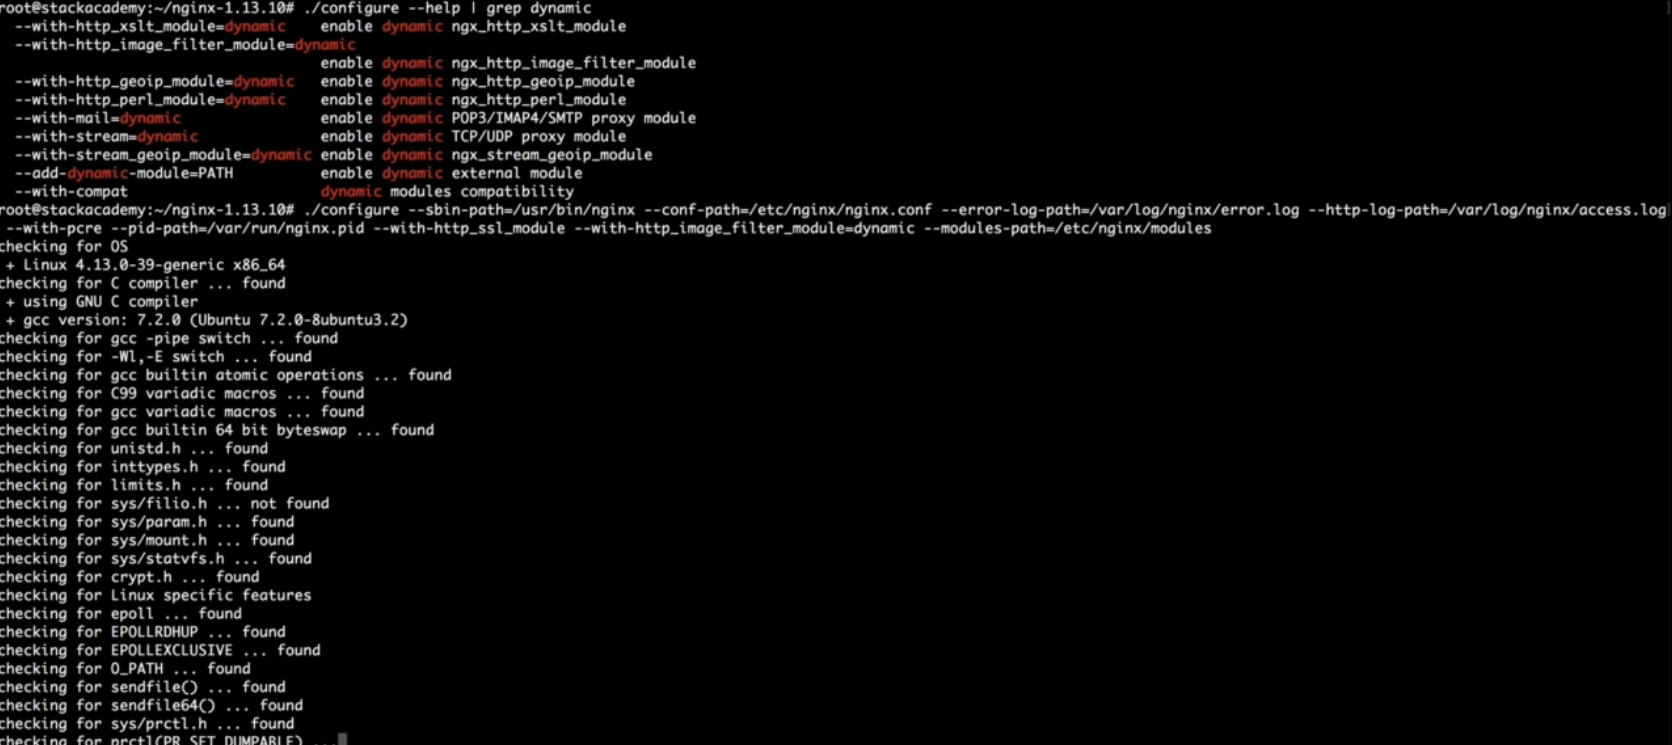 root@stackacademy:~/nginx-1.13.10# ./configure --help | grep dynamic
--with-http_xslt_module=dynamic enable dynamic ngx_http_xslt_module
--with-http_image_filter_module=dynamic
enable dynamic ngx_http_image_filter_module
--with-http_geoip_module=dynamic enable dynamic ngx_http_geoip_module
--with-http_perl_module=dynamic enable dynamic ngx_http_perl_module
--with-mail=dynamic enable dynamic POP3/IMAP4/SMTP proxy module
--with-stream=dynamic enable dynamic TCP/UDP proxy module
--with-stream_geoip_module=dynamic enable dynamic ngx_stream_geoip_module
--add-dynamic-module=PATH enable dynamic external module
--with-compat dynamic modules compatibility
root@stackacademy:~/nginx-1.13.10# ./configure --sbin-path=/usr/bin/nginx --conf-path=/etc/nginx/nginx.conf --error-log-path=/var/log/nginx/error.log --http-log-path=/var/log/nginx/access.log
--with-pcre --pid-path=/var/run/nginx.pid --with-http_ssl_module --with-http_image_filter_module=dynamic --modules-path=/etc/nginx/modules
checking for OS
+ Linux 4.13.0-39-generic x86_64
checking for C compiler ... found
+ using GNU C compiler
+ gcc version: 7.2.0 (Ubuntu 7.2.0-8ubuntu3.2)
checking for gcc -pipe switch ... found
checking for -Wl,-E switch ... found
checking for gcc builtin atomic operations ... found
checking for C99 variadic macros ... found
checking for gcc variadic macros ... found
checking for gcc builtin 64 bit byteswap ... found
checking for unistd.h ... found
checking for inttypes.h ... found
checking for limits.h ... found
checking for sys/filio.h ... not found
checking for sys/param.h ... found
checking for sys/mount.h ... found
checking for sys/statvfs.h ... found
checking for crypt.h ... found
checking for Linux specific features
checking for epoll ... found
checking for EPOLLRDHUP ... found
checking for EPOLLEXCLUSIVE ... found
checking for O_PATH ... found
checking for sendfile() ... found
checking for sendfile64() ... found
checking for sys/prctl.h ... found
checking for prctl(PR_SET_DUMPABLE) ...